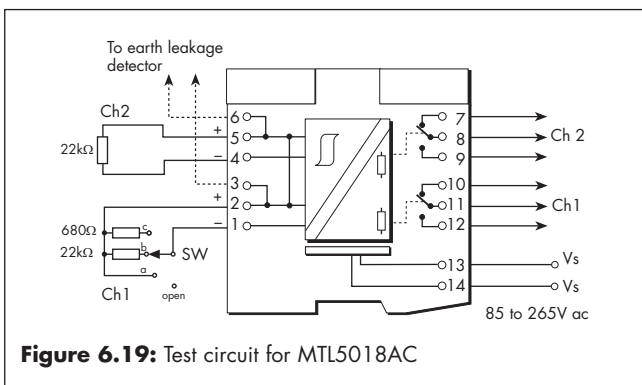 To earth leakage
detector
Ch2
22kΩ
+
–
6
5
4
3
2
1
+
–
680Ω
22kΩ
c
b
a
SW
open
Ch1
7
8
9
10
11
12
13
14
Ch 2
Ch1
Vs
Vs
85 to 265V ac
Figure 6.19: Test circuit for MTL5018AC